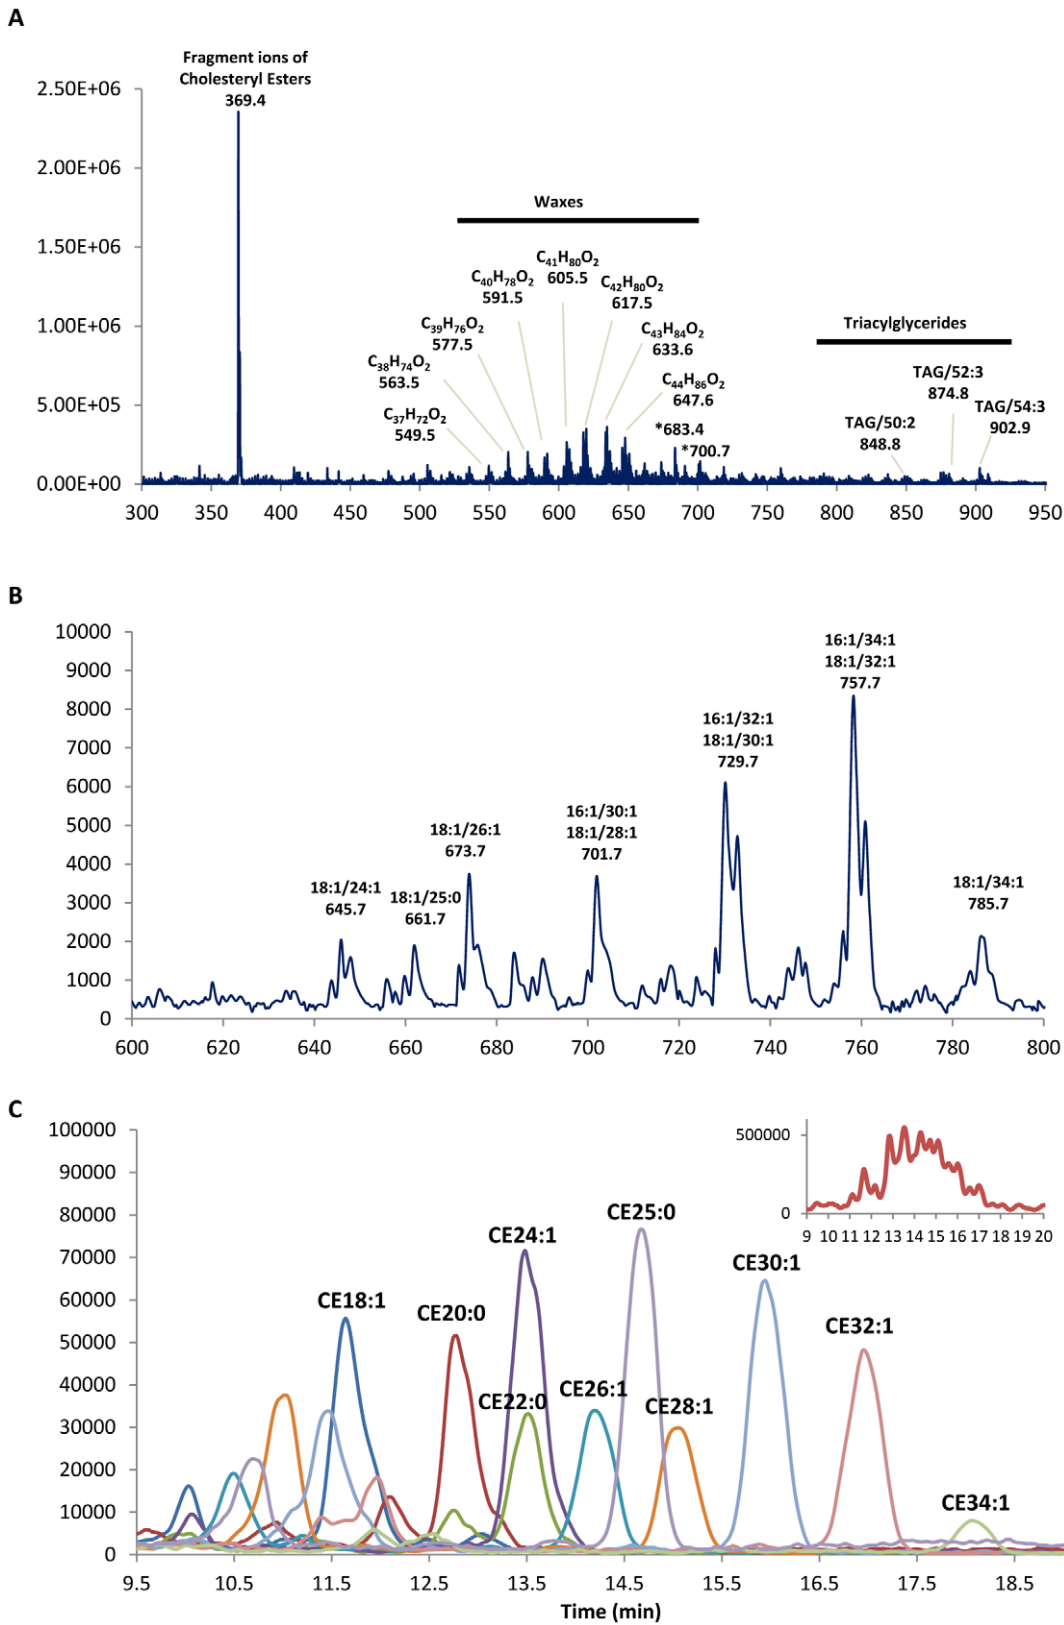 A
Fragment ions of
Cholesteryl Esters
369.4
2.50E+06
2.00E+06
1.50E+06
1.00E+06
5.00E+05
0.00E+00
Waxes
C₄₁H₈₀O₂
605.5
C₄₀H₇₈O₂
591.5
C₄₂H₈₀O₂
617.5
C₃₉H₇₆O₂
577.5
C₄₃H₈₄O₂
633.6
C₃₈H₇₄O₂
563.5
C₄₄H₈₆O₂
647.6
C₃₇H₇₂O₂
549.5
*683.4
*700.7
Triacylglycerides
TAG/52:3
874.8
TAG/54:3
902.9
TAG/50:2
848.8
300 350 400 450 500 550 600 650 700 750 800 850 900 950
B
10000
9000
8000
7000
6000
5000
4000
3000
2000
1000
0
18:1/24:1
645.7
18:1/25:0
661.7
18:1/26:1
673.7
16:1/30:1
18:1/28:1
701.7
16:1/32:1
18:1/30:1
729.7
16:1/34:1
18:1/32:1
757.7
18:1/34:1
785.7
600 620 640 660 680 700 720 740 760 780 800
C
100000
90000
80000
70000
60000
50000
40000
30000
20000
10000
0
CE18:1
CE20:0
CE24:1
CE22:0
CE26:1
CE25:0
CE28:1
CE30:1
CE32:1
CE34:1
500000
0
9 10 11 12 13 14 15 16 17 18 19 20
9.5 10.5 11.5 12.5 13.5 14.5 15.5 16.5 17.5 18.5
Time (min)